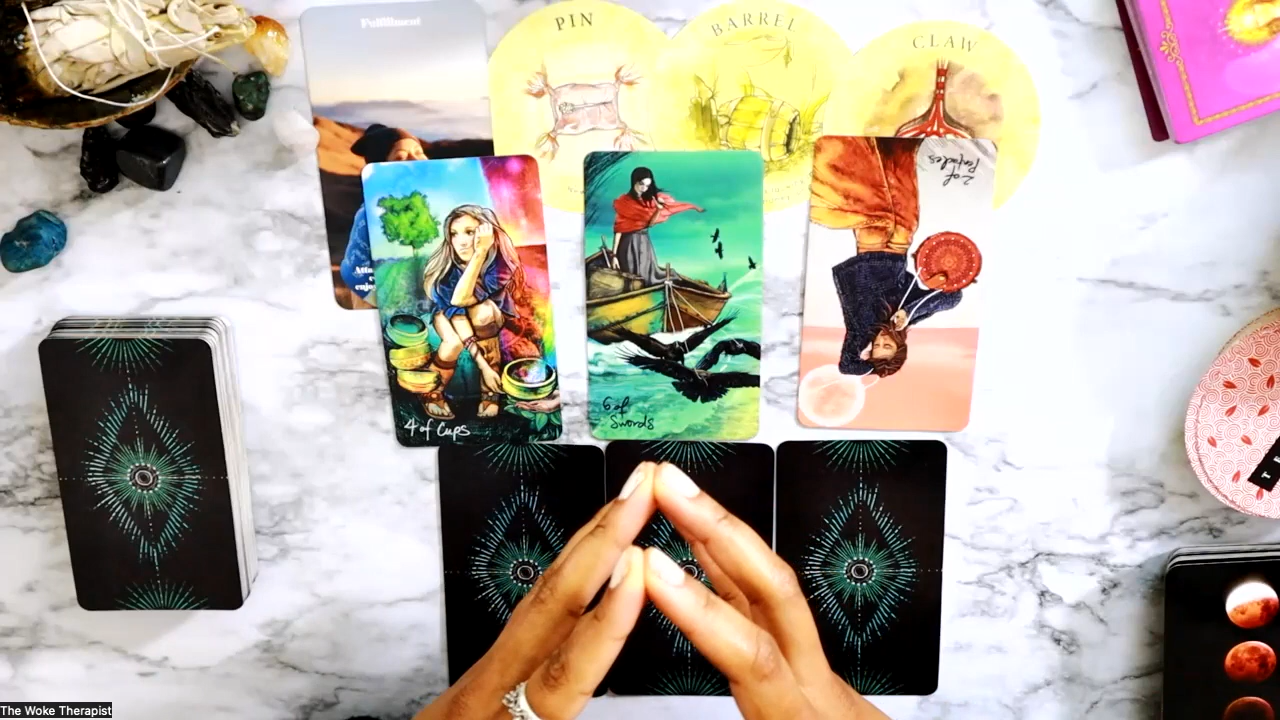 Fulfillment
PIN
BARREL
CLAW
2 of
Pentacles
4 of Cups
6 of
Swords
The Woke Therapist